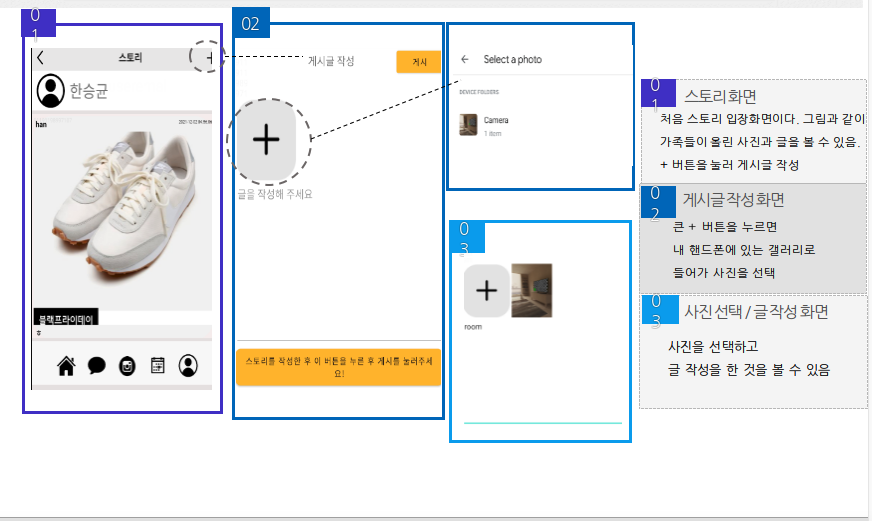 01
스토리
한승균
han
블랙프라이데이
ㅎ
02
게시글 작성
게시
글을 작성해 주세요
스토리를 작성한 후 이 버튼을 누른 후 게시를 눌러주세
요!
Select a photo
DEVICE FOLDERS
Camera
1 item
03
room
01
스토리 화면
처음 스토리 입장화면이다. 그림과 같이
가족들이 올린 사진과 글을 볼 수 있음.
+ 버튼을 눌러 게시글 작성
02
게시글 작성 화면
큰 + 버튼을 누르면
내 핸드폰에 있는 갤러리로
들어가 사진을 선택
03
사진 선택 / 글 작성 화면
사진을 선택하고
글 작성을 한 것을 볼 수 있음